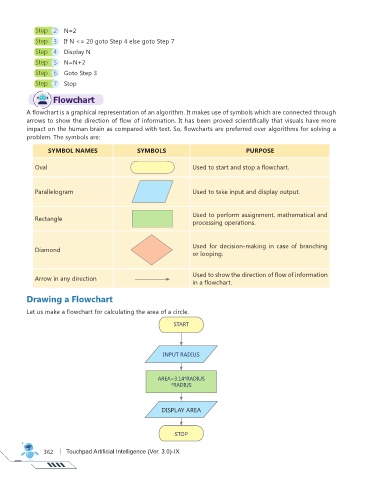 Step 2 N=2
Step 3 If N <= 20 goto Step 4 else goto Step 7
Step 4 Display N
Step 5 N=N+2
Step 6 Goto Step 3
Step 7 Stop
Flowchart
A flowchart is a graphical representation of an algorithm. It makes use of symbols which are connected through
arrows to show the direction of flow of information. It has been proved scientifically that visuals have more
impact on the human brain as compared with text. So, flowcharts are preferred over algorithms for solving a
problem. The symbols are:
SYMBOL NAMES SYMBOLS PURPOSE
Oval Used to start and stop a flowchart.
Parallelogram Used to take input and display output.
Rectangle Used to perform assignment, mathematical and
processing operations.
Diamond Used for decision-making in case of branching
or looping.
Arrow in any direction Used to show the direction of flow of information
in a flowchart.
Drawing a Flowchart
Let us make a flowchart for calculating the area of a circle.
START
INPUT RADIUS
AREA=3.14*RADIUS
*RADIUS
DISPLAY AREA
STOP
362 | Touchpad Artificial Intelligence (Ver. 3.0)-IX